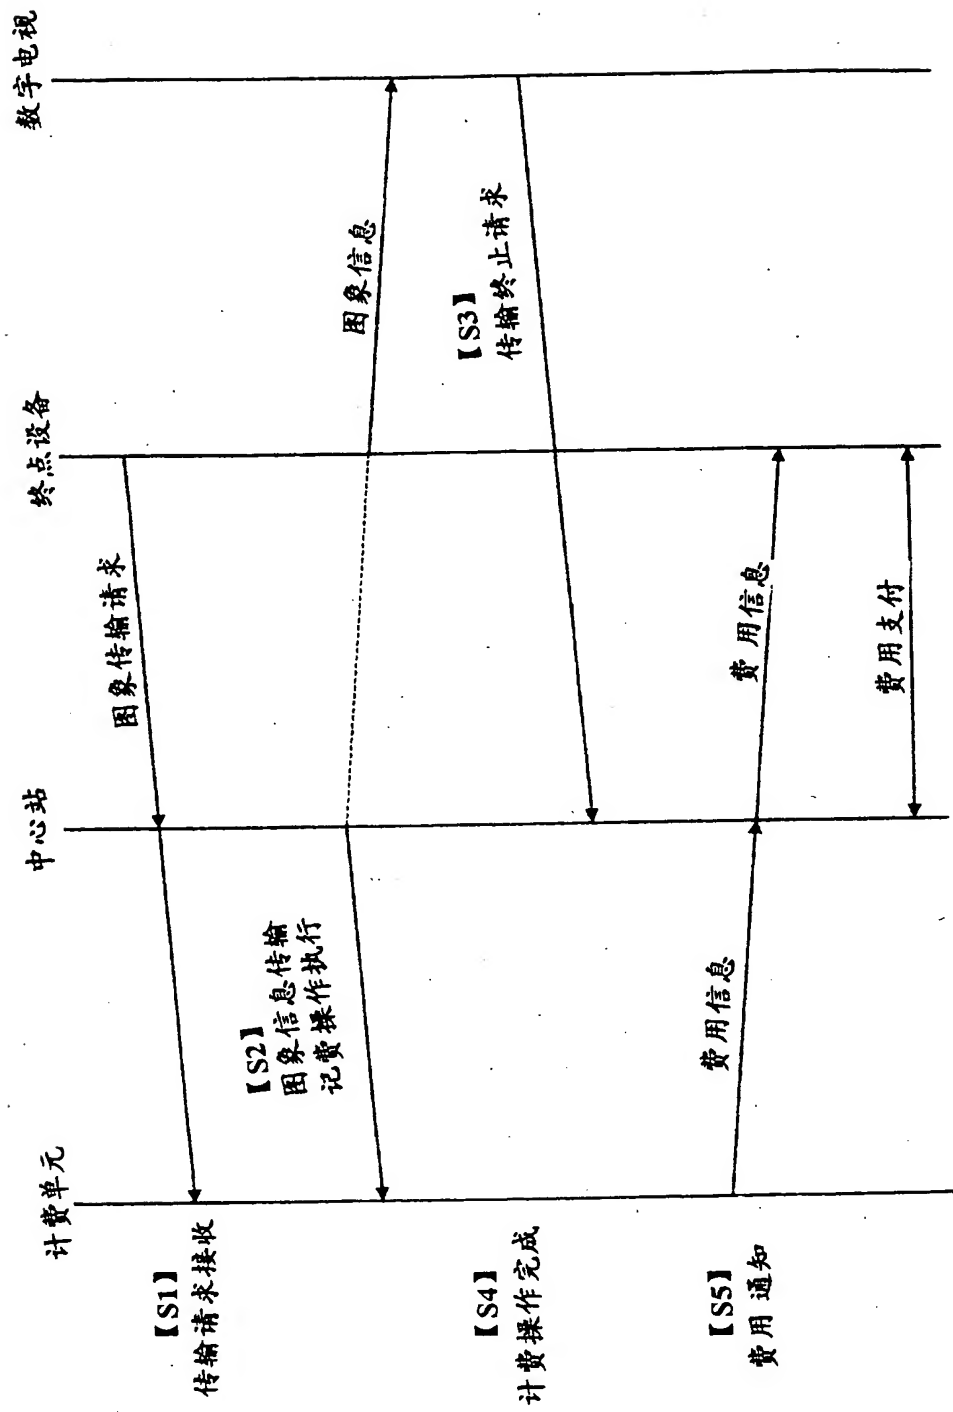 计费单元
中心站
终点设备
数字电视
【S1】
传输请求接收
图象传输请求
【S2】
图象信息传输
记费操作执行
图象信息
【S3】
传输终止请求
【S4】
计费操作完成
【S5】
费用通知
费用信息
费用信息
费用支付